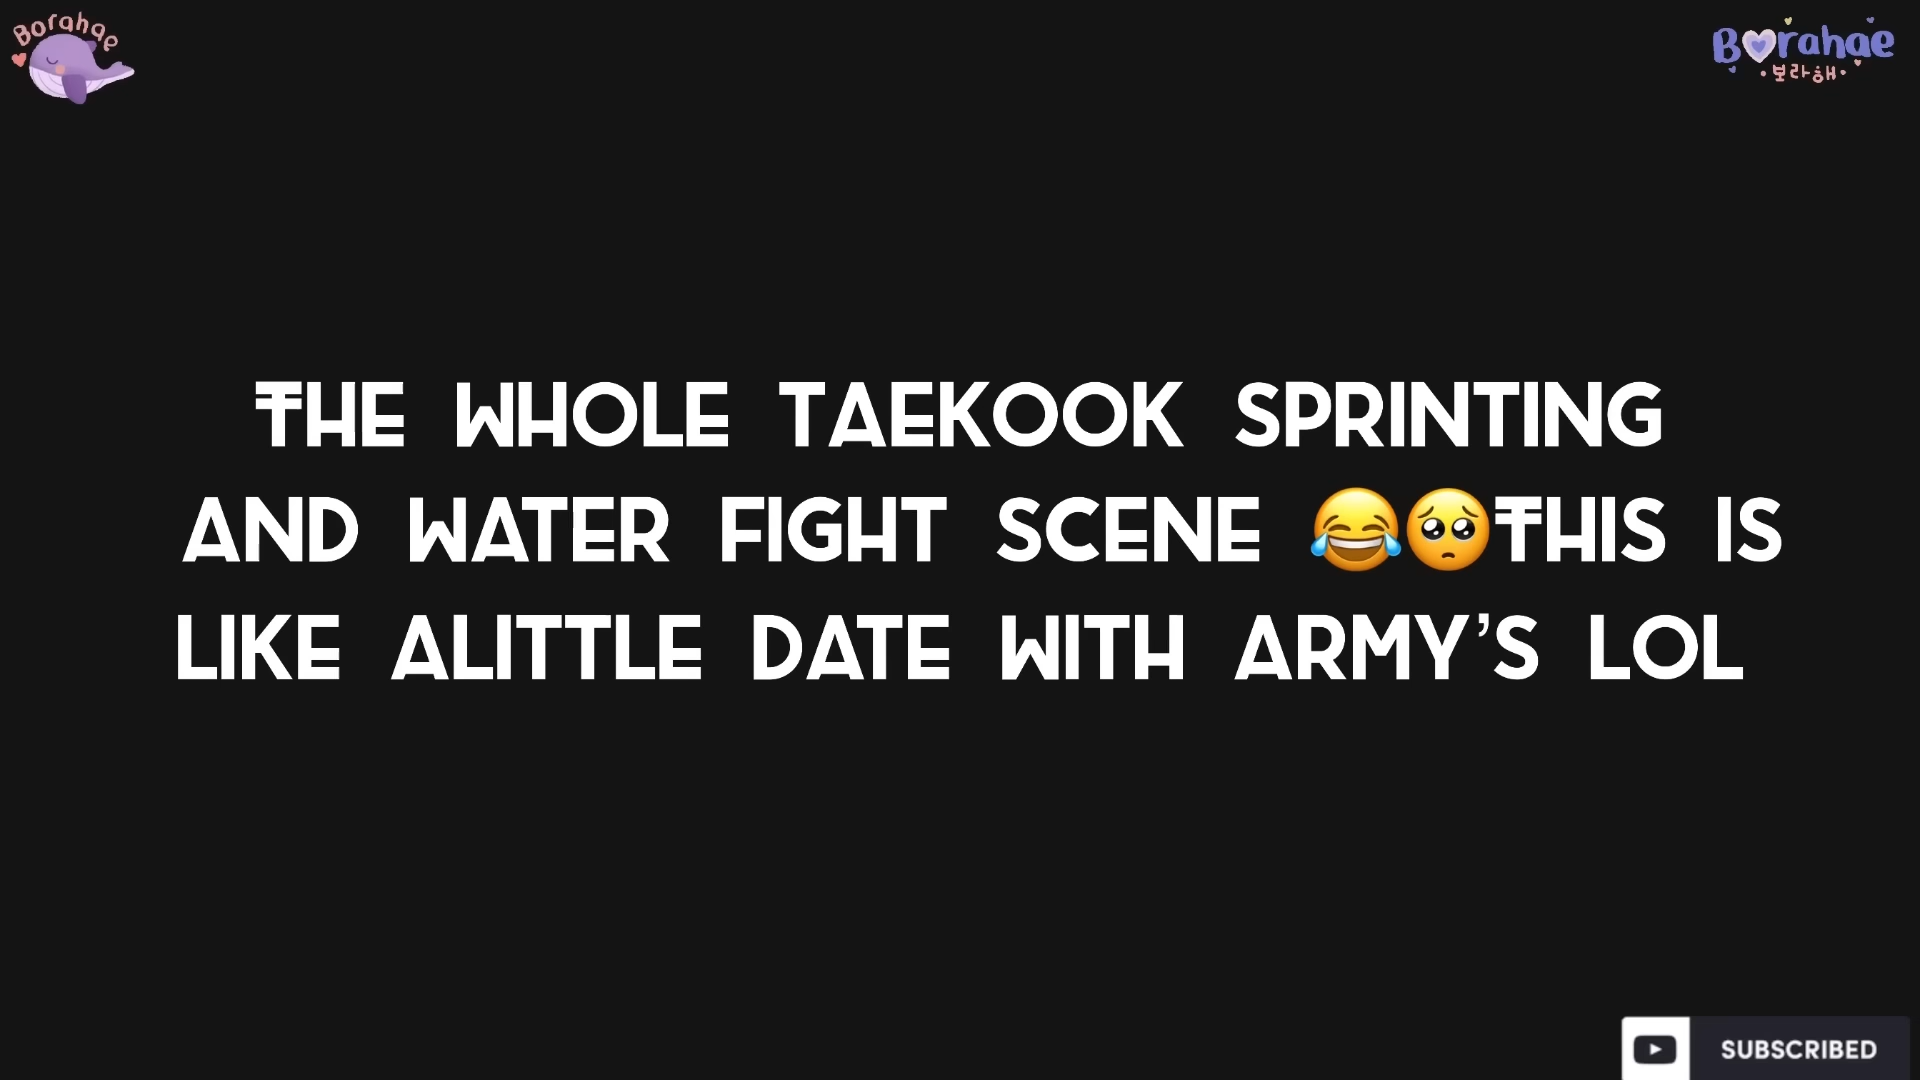 Borahae
Borahae
보라해
THE WHOLE TAEKOOK SPRINTING
AND WATER FIGHT SCENE 😂🥺THIS IS
LIKE ALITTLE DATE WITH ARMY'S LOL
SUBSCRIBED